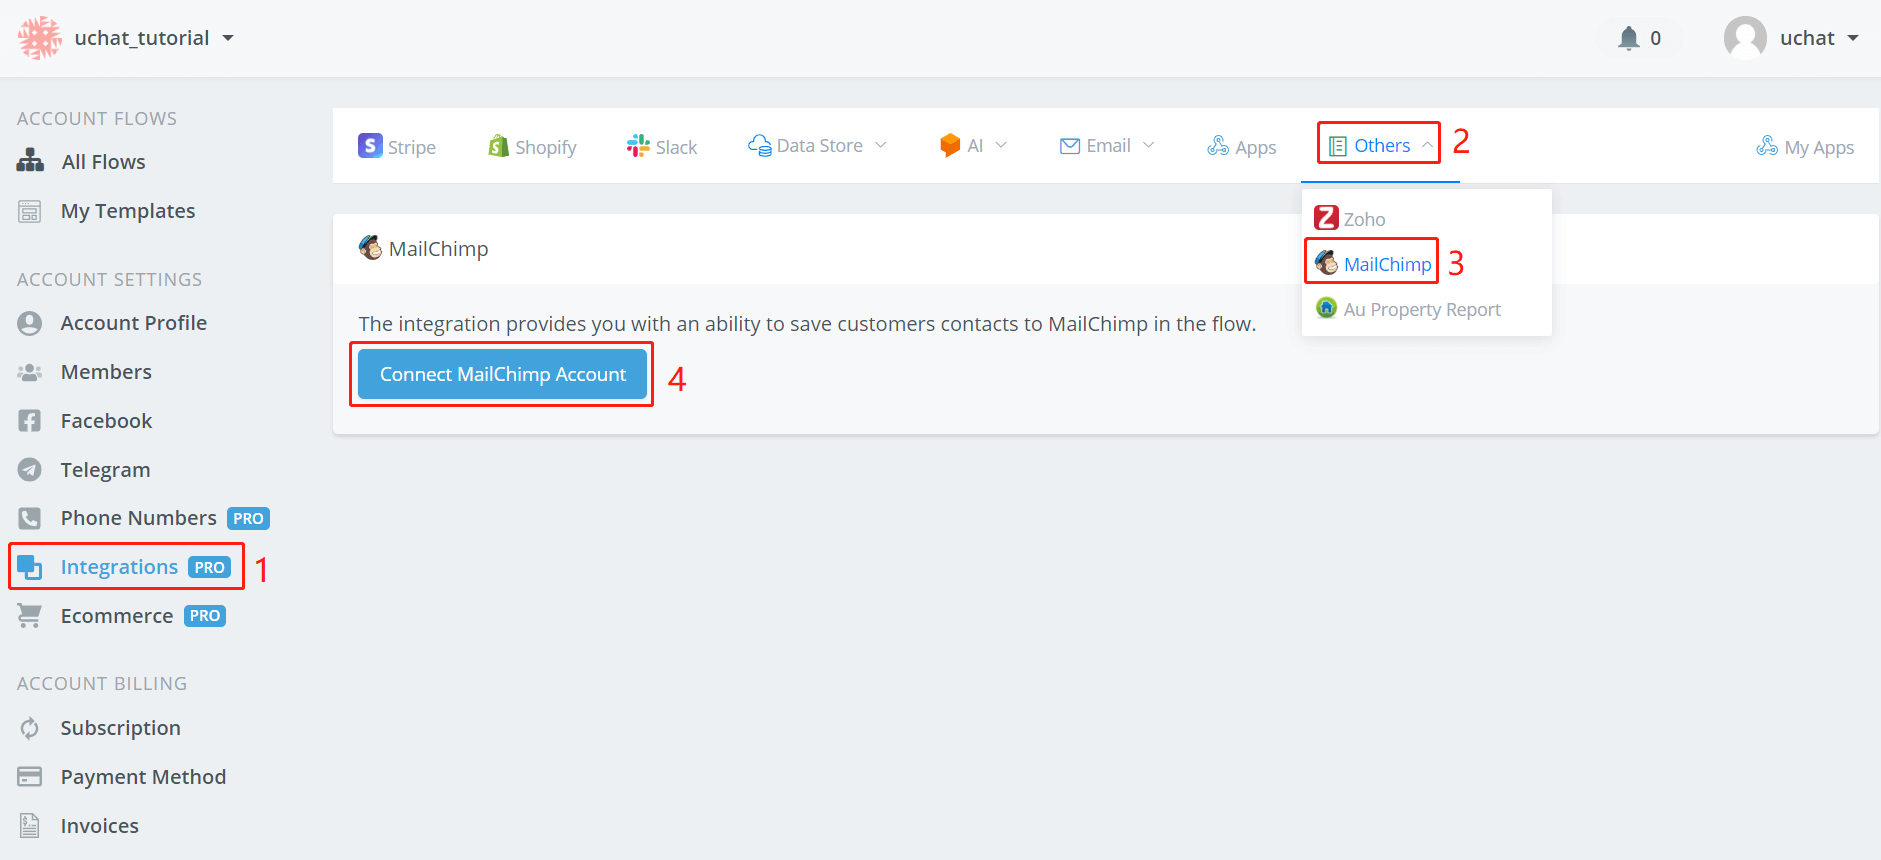 uchat_tutorial
0
uchat
ACCOUNT FLOWS
All Flows
My Templates
ACCOUNT SETTINGS
Account Profile
Members
Facebook
Telegram
Phone Numbers PRO
Integrations PRO 1
Ecommerce PRO
ACCOUNT BILLING
Subscription
Payment Method
Invoices
Stripe Shopify Slack Data Store AI Email Apps Others 2 My Apps
Zoho
MailChimp 3
Au Property Report
MailChimp
The integration provides you with an ability to save customers contacts to MailChimp in the flow.
Connect MailChimp Account 4